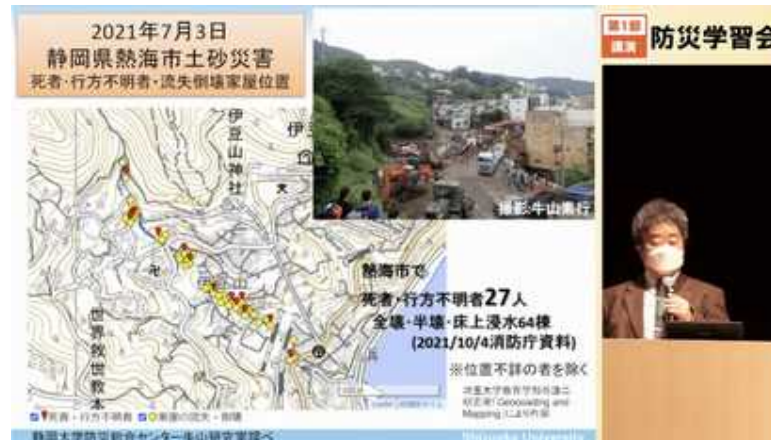 2021年7月3日
静岡県熱海市土砂災害
死者・行方不明者・流失倒壊家屋位置
第1部
講演
防災学習会
伊豆山神社
伊
撮影:牛山素行
卍
世界救世教本
熱海市で
死者・行方不明者27人
全壊・半壊・床上浸水64棟
(2021/10/4消防庁資料)
※位置不詳の者を除く
死者・行方不明者
家屋の流失・倒壊
静岡大学防災総合センター牛山研究室調べ
Shizuoka University